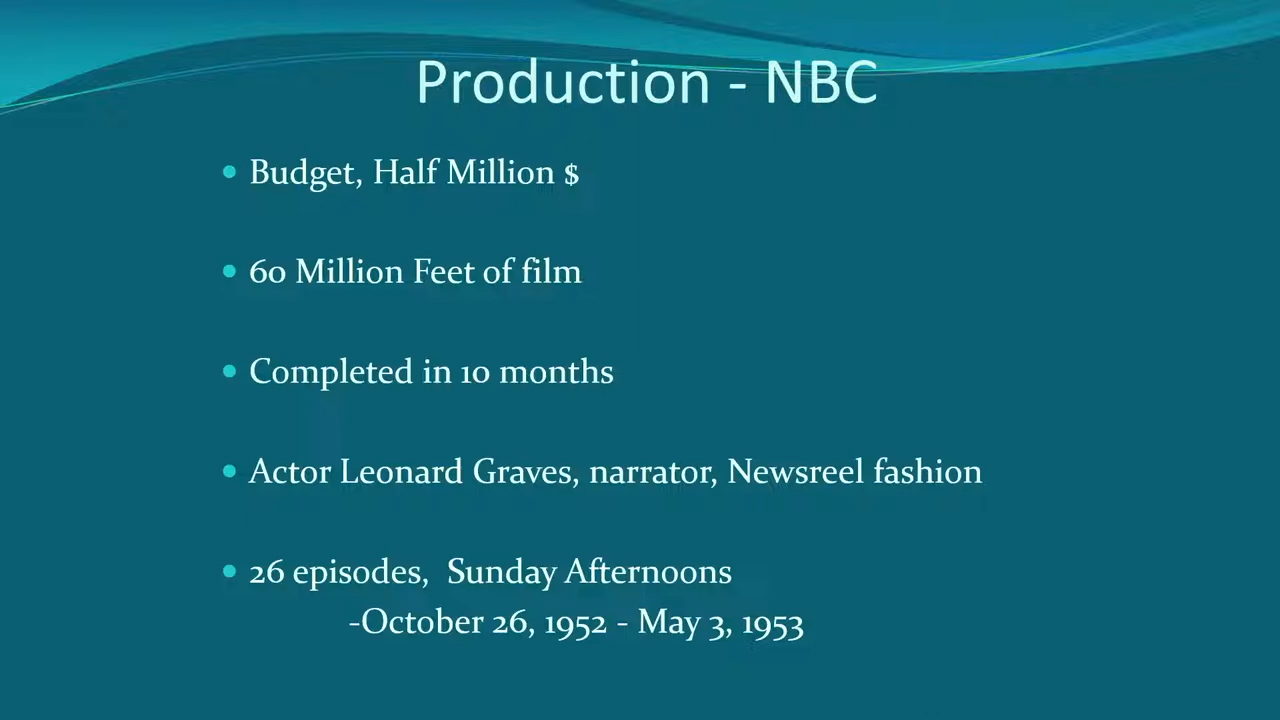 Production - NBC
• Budget, Half Million $
• 60 Million Feet of film
• Completed in 10 months
• Actor Leonard Graves, narrator, Newsreel fashion
• 26 episodes,  Sunday Afternoons
-October 26, 1952 - May 3, 1953